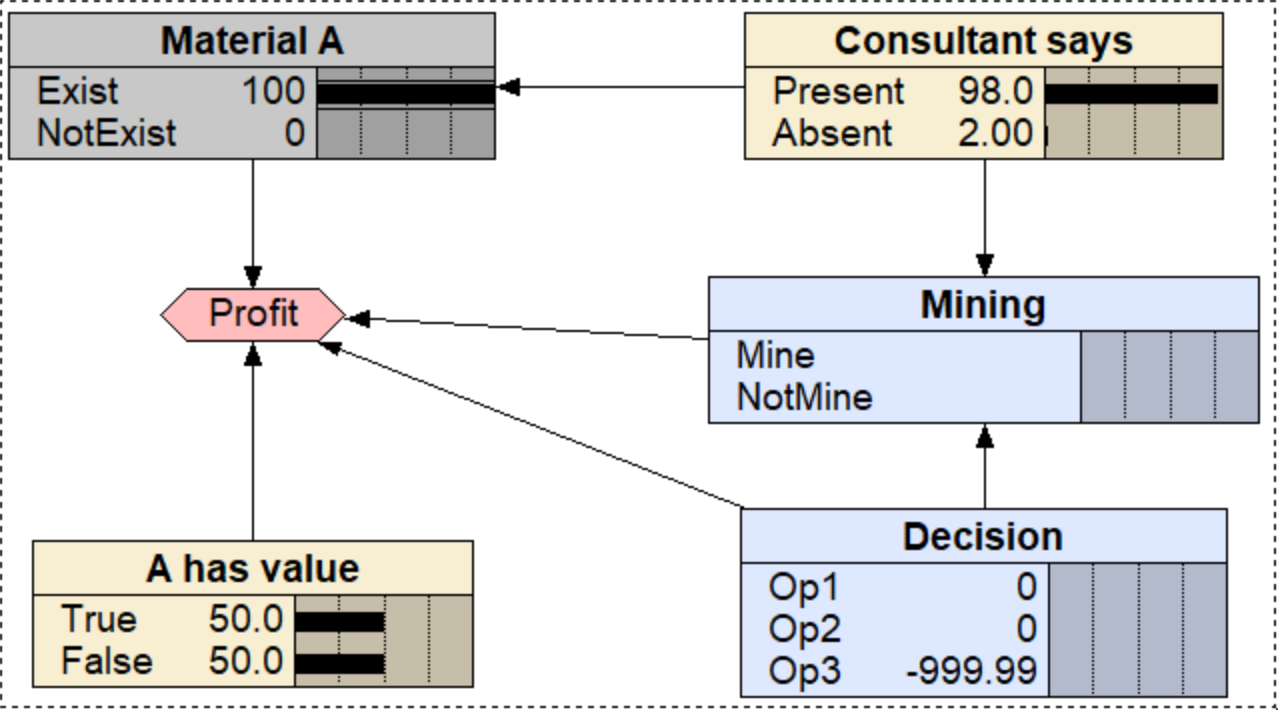 Material A
Exist 100
NotExist 0
Consultant says
Present 98.0
Absent 2.00
Profit
Mining
Mine
NotMine
A has value
True 50.0
False 50.0
Decision
Op1 0
Op2 0
Op3 -999.99